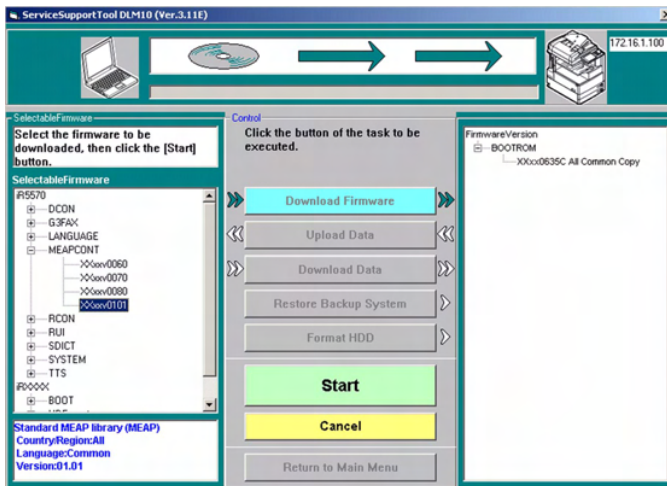 ServiceSupportTool DLM10 (Ver.3.11E)
172.16.1.100
SelectableFirmware
Select the firmware to be
downloaded, then click the [Start]
button.
SelectableFirmware
iR5570
DCON
G3FAX
LANGUAGE
MEAPCONT
XXxxv0060
XXxxv0070
XXxxv0080
XXxxv0101
RCON
RUI
SDICT
SYSTEM
TTS
iRXXXX
BOOT
Standard MEAP library (MEAP)
Country/Region:All
Language:Common
Version:01.01
Control
Click the button of the task to be
executed.
Download Firmware
Upload Data
Download Data
Restore Backup System
Format HDD
Start
Cancel
Return to Main Menu
FirmwareVersion
BOOTROM
XXxx0635C All Common Copy